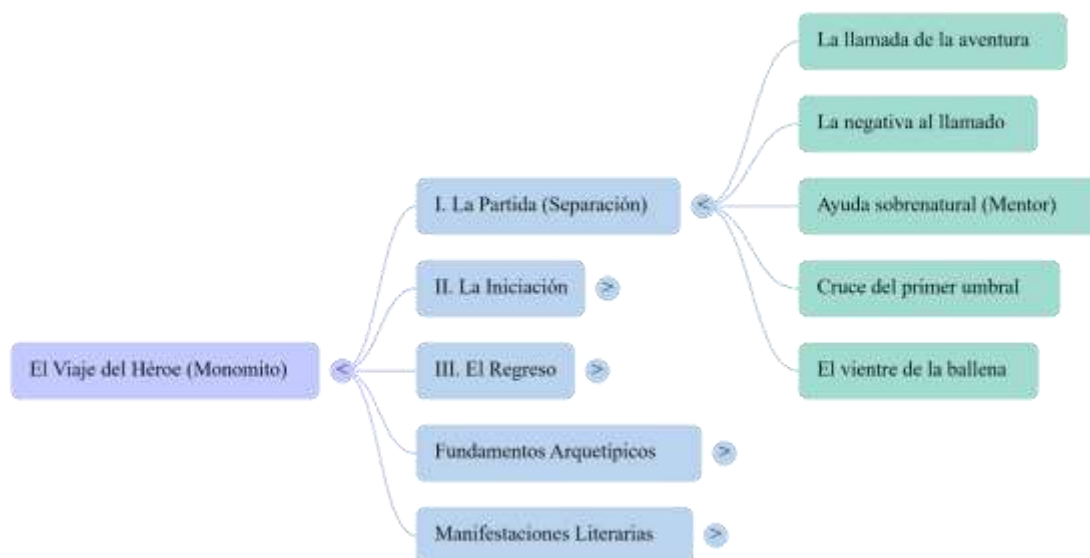 El Viaje del Héroe (Monomito)
I. La Partida (Separación)
La llamada de la aventura
La negativa al llamado
Ayuda sobrenatural (Mentor)
Cruce del primer umbral
El vientre de la ballena
II. La Iniciación
III. El Regreso
Fundamentos Arquetípicos
Manifestaciones Literarias